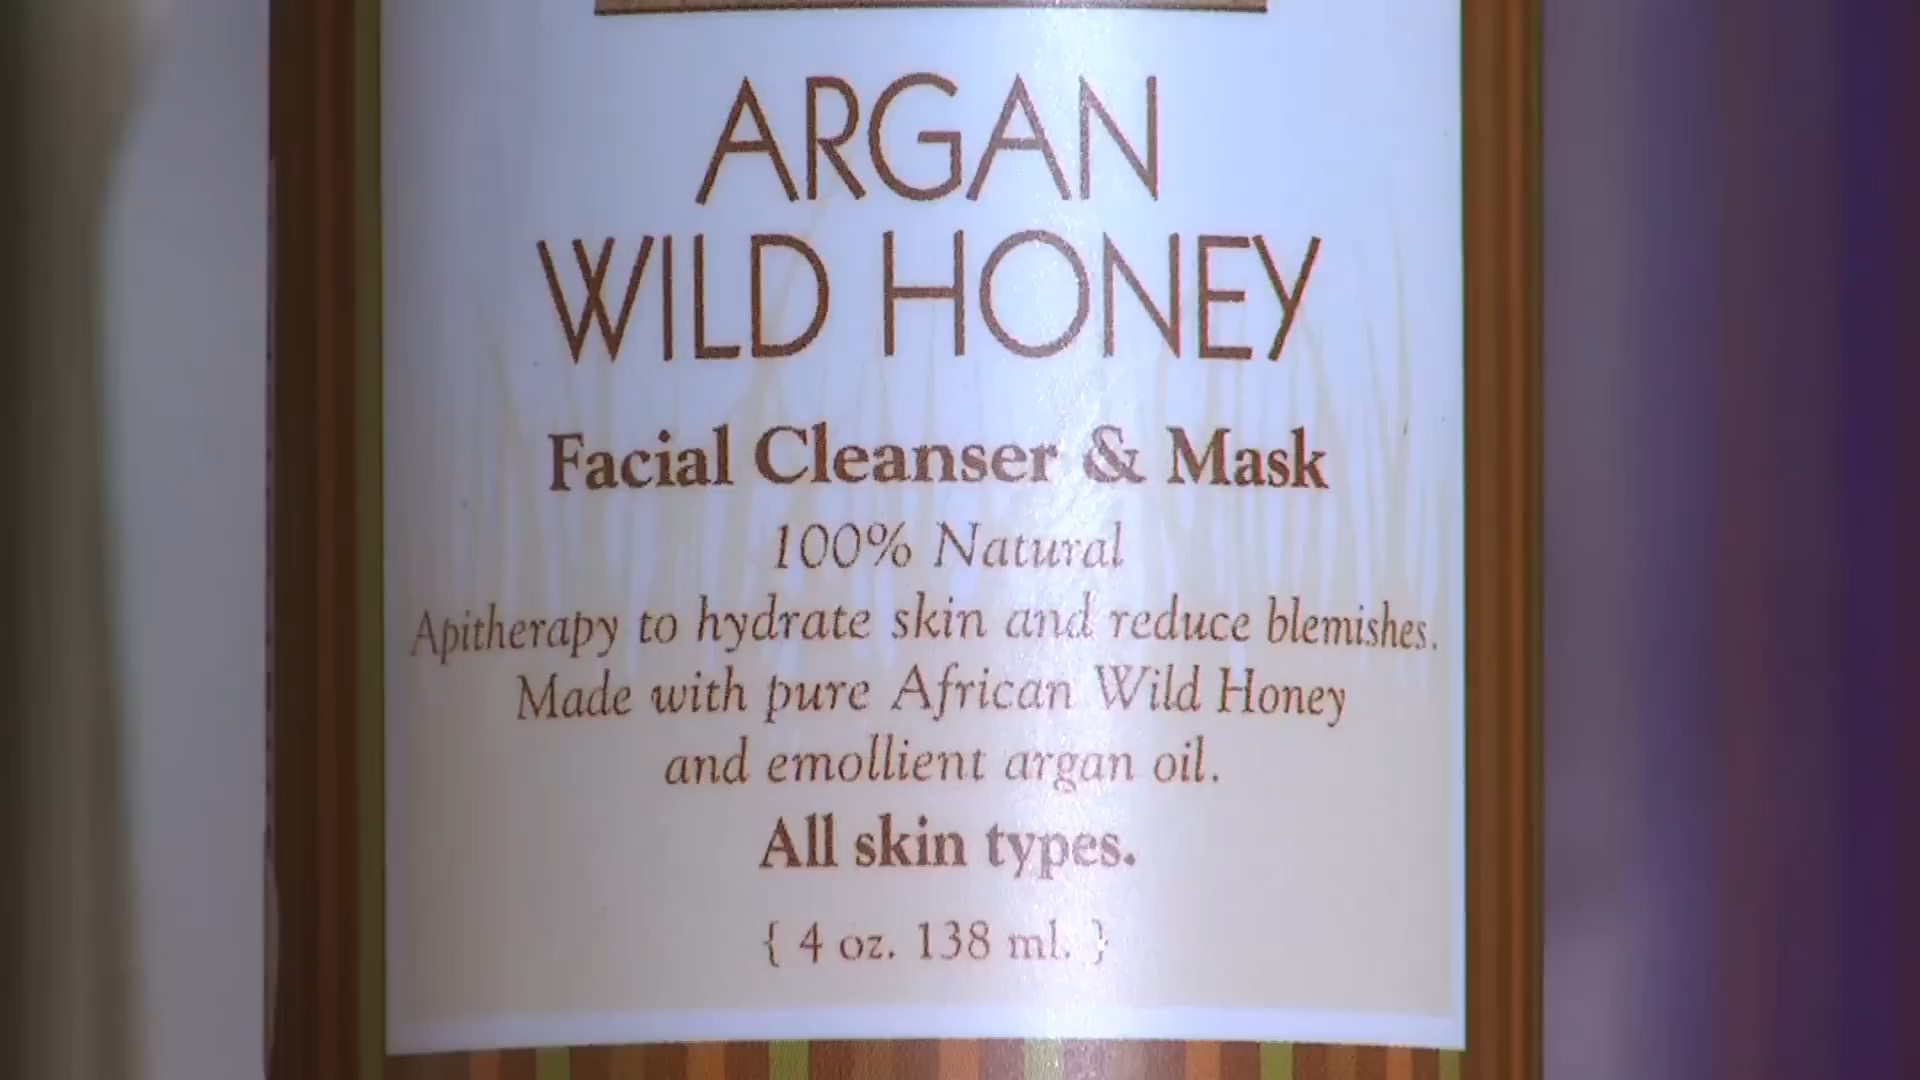 ARGAN
WILD HONEY
Facial Cleanser & Mask
100% Natural
Apitherapy to hydrate skin and reduce blemishes.
Made with pure African Wild Honey
and emollient argan oil.
All skin types.
{ 4 oz. 138 ml. }